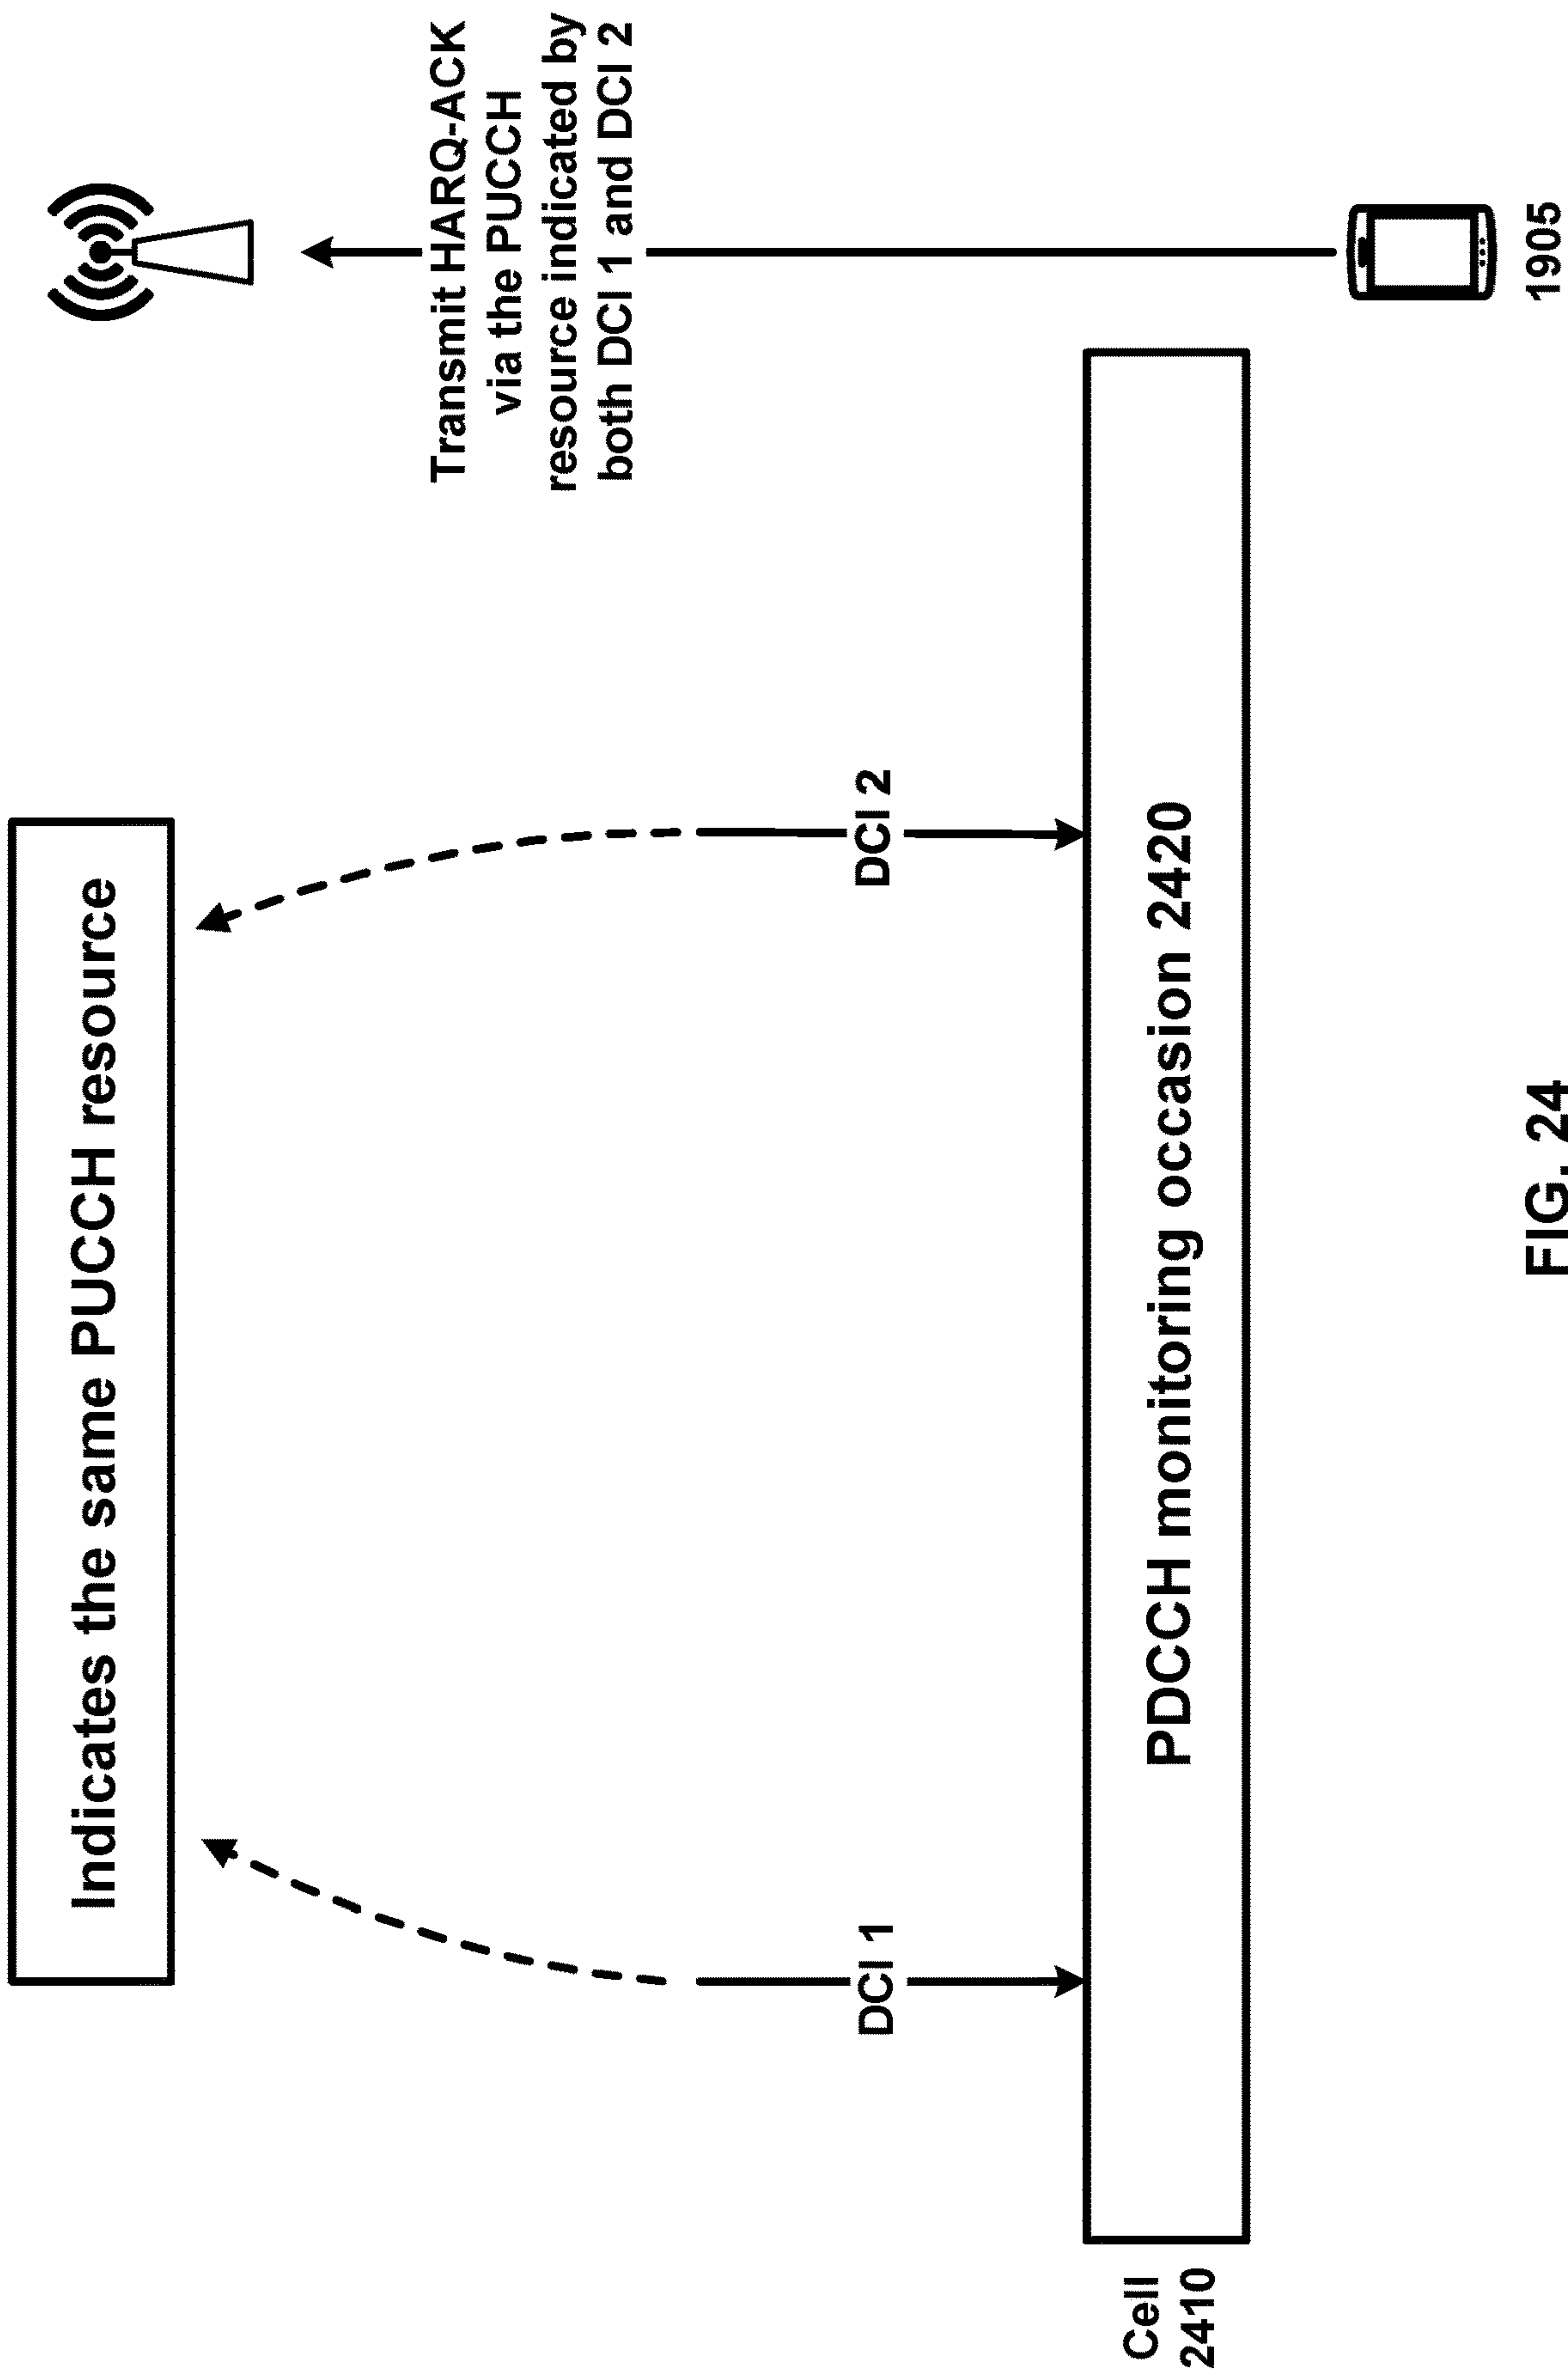 Indicates the same PUCCH resource
Transmit HARQ-ACK
via the PUCCH
resource indicated by
both DCI 1 and DCI 2
DCI 1
DCI 2
Cell
2410
PDCCH monitoring occasion 2420
1905
FIG. 24